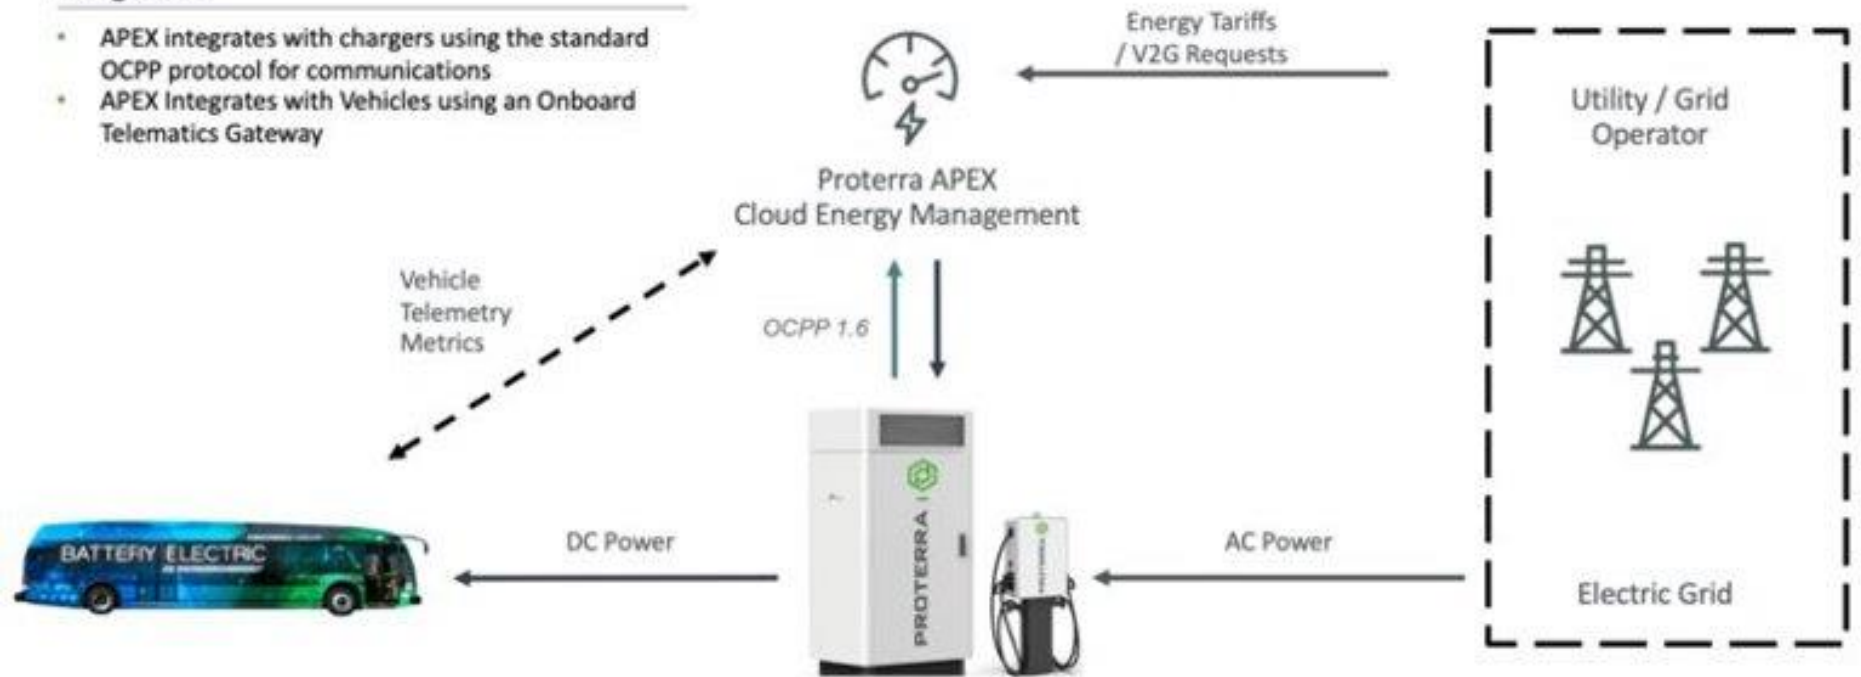 APEX integrates with chargers using the standard
OCPP protocol for communications
APEX Integrates with Vehicles using an Onboard
Telematics Gateway
Energy Tariffs
/ V2G Requests
Utility / Grid
Operator
Proterra APEX
Cloud Energy Management
Vehicle
Telemetry
Metrics
OCPP 1.6
BATTERY ELECTRIC
DC Power
PROTERRA
PROTERRA
AC Power
Electric Grid